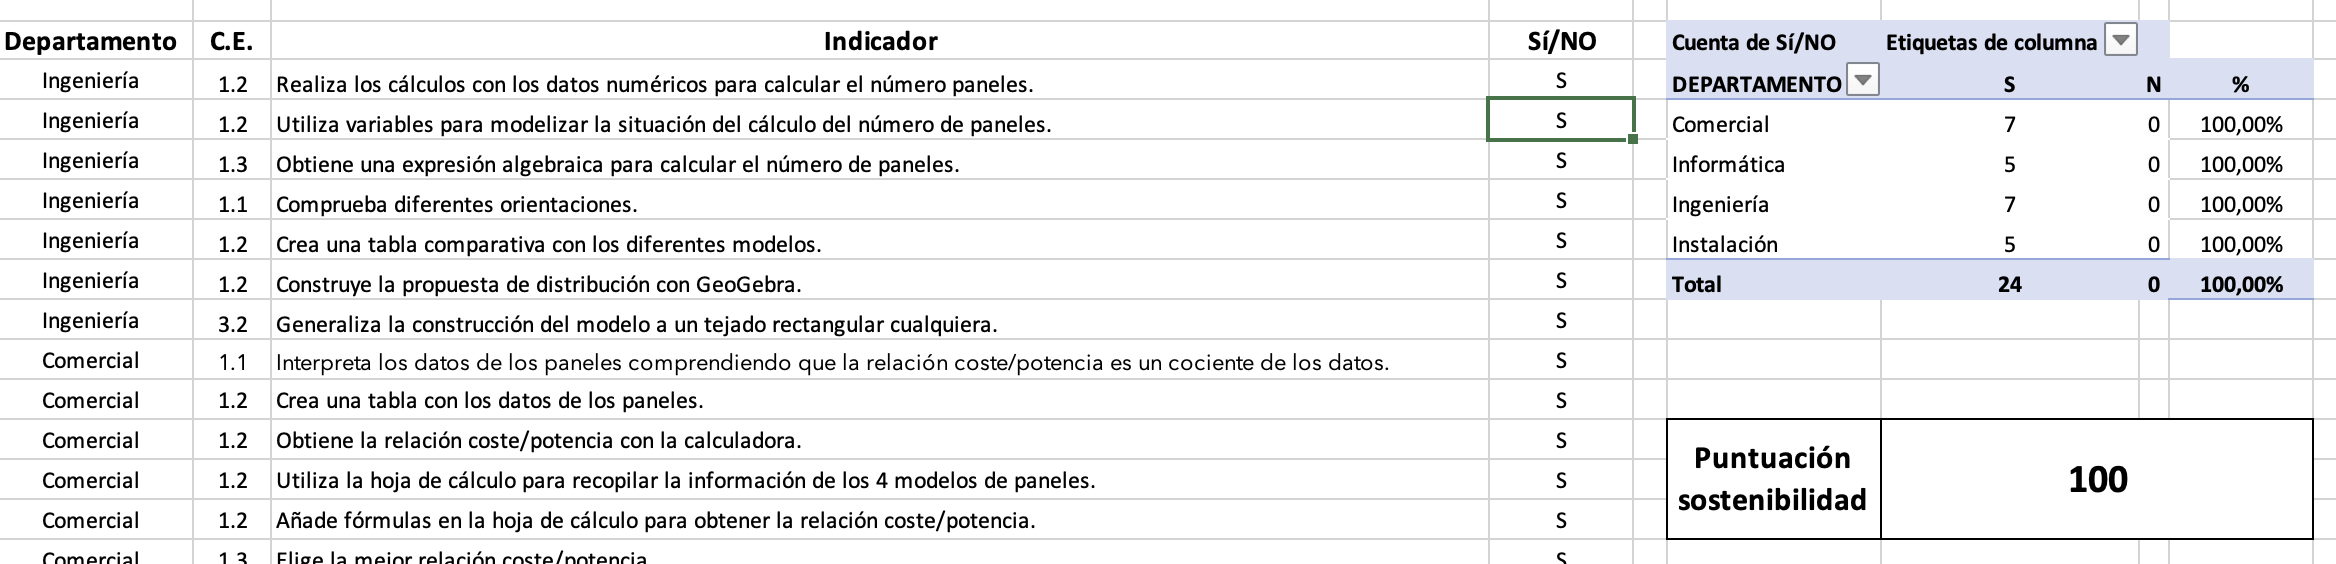 Departamento C.E. Indicador Sí/NO
Ingeniería 1.2 Realiza los cálculos con los datos numéricos para calcular el número paneles. S
Ingeniería 1.2 Utiliza variables para modelizar la situación del cálculo del número de paneles. S
Ingeniería 1.3 Obtiene una expresión algebraica para calcular el número de paneles. S
Ingeniería 1.1 Comprueba diferentes orientaciones. S
Ingeniería 1.2 Crea una tabla comparativa con los diferentes modelos. S
Ingeniería 1.2 Construye la propuesta de distribución con GeoGebra. S
Ingeniería 3.2 Generaliza la construcción del modelo a un tejado rectangular cualquiera. S
Comercial 1.1 Interpreta los datos de los paneles comprendiendo que la relación coste/potencia es un cociente de los datos. S
Comercial 1.2 Crea una tabla con los datos de los paneles. S
Comercial 1.2 Obtiene la relación coste/potencia con la calculadora. S
Comercial 1.2 Utiliza la hoja de cálculo para recopilar la información de los 4 modelos de paneles. S
Comercial 1.2 Añade fórmulas en la hoja de cálculo para obtener la relación coste/potencia. S
Comercial 1.3 Elige la mejor relación coste/potencia S
Cuenta de Sí/NO Etiquetas de columna
DEPARTAMENTO S N %
Comercial 7 0 100,00%
Informática 5 0 100,00%
Ingeniería 7 0 100,00%
Instalación 5 0 100,00%
Total 24 0 100,00%
Puntuación
sostenibilidad
100